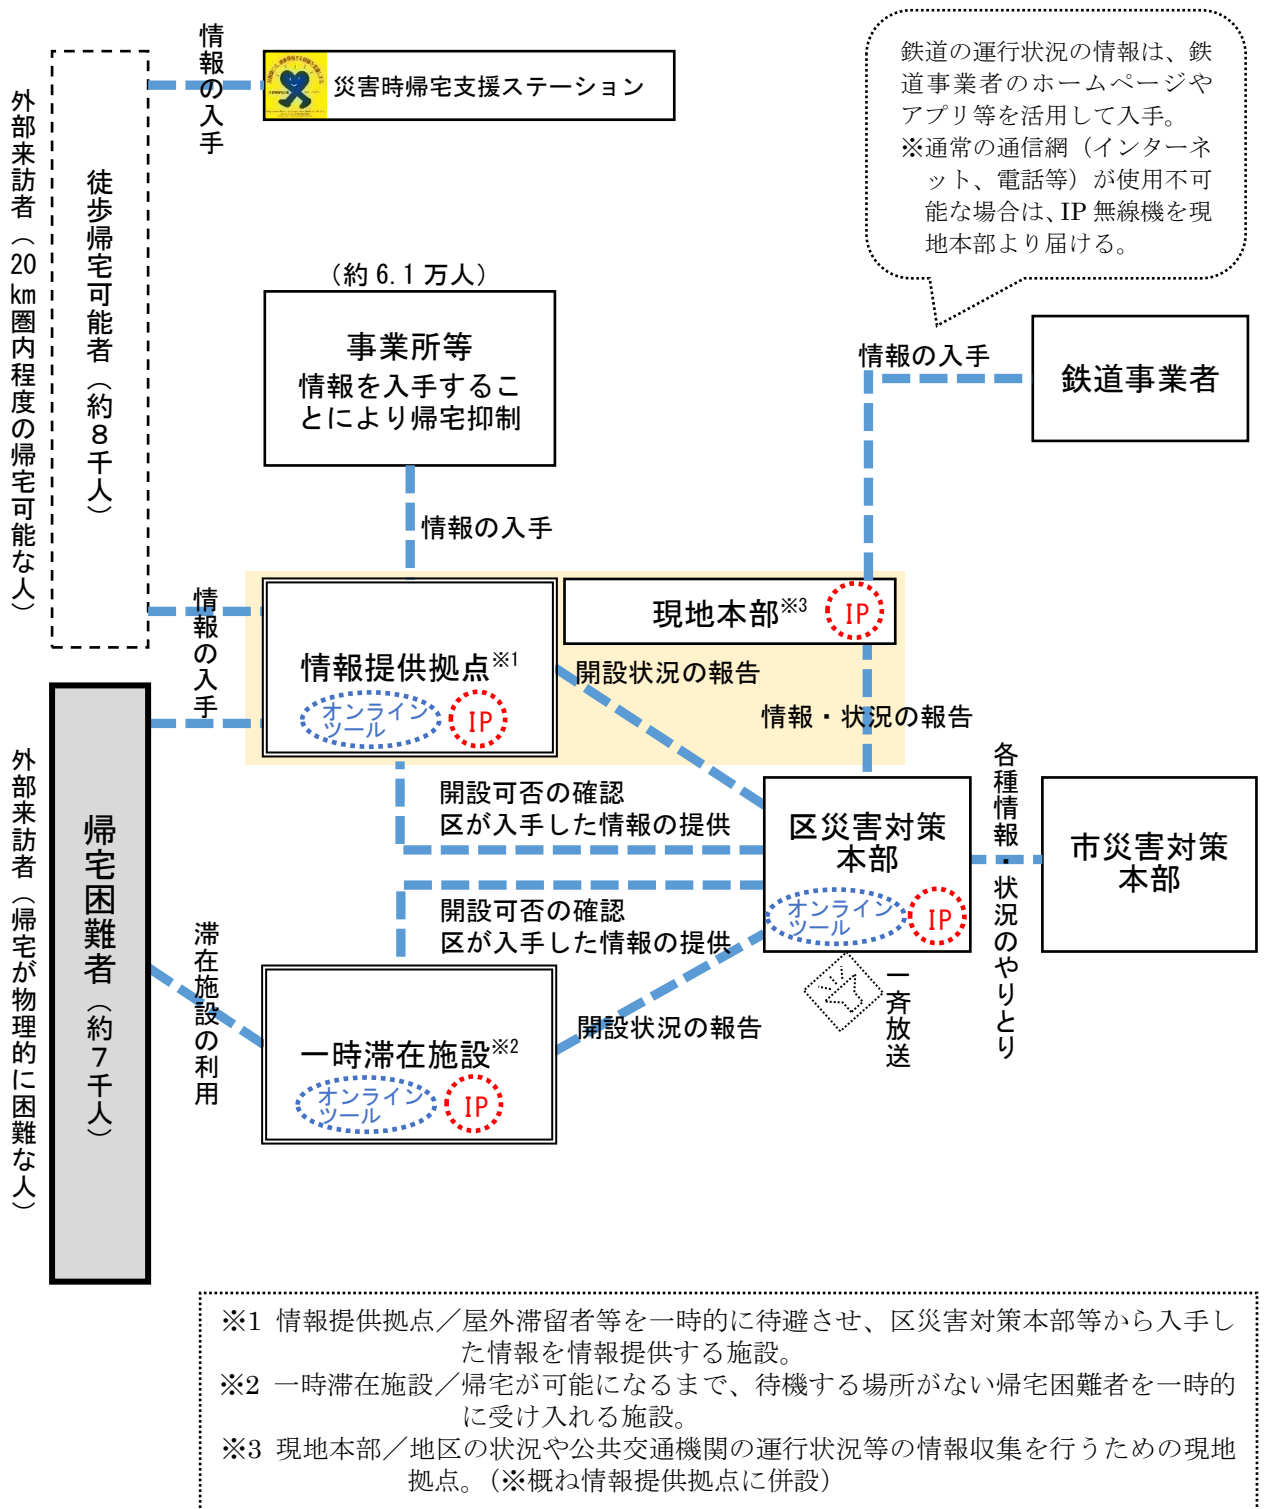 情報の入手
災害時帰宅支援ステーション
鉄道の運行状況の情報は、鉄
道事業者のホームページや
アプリ等を活用して入手。
※通常の通信網（インターネ
ット、電話等）が使用不可
能な場合は、IP 無線機を現
地本部より届ける。
外部来訪者（20㎞圏内程度の帰宅可能な人）
徒歩帰宅可能者（約８千人）
（約 6.1 万人）
事業所等
情報を入手するこ
とにより帰宅抑制
情報の入手
鉄道事業者
情報の入手
情報の入手
情報提供拠点※1
オンライン
ツール
IP
現地本部※3
IP
開設状況の報告
情報・状況の報告
外部来訪者（帰宅が物理的に困難な人）
帰宅困難者（約７千人）
開設可否の確認
区が入手した情報の提供
区災害対策
本部
オンライン
ツール
IP
各種情報・状況のやりとり
市災害対策
本部
開設可否の確認
区が入手した情報の提供
滞在施設の利用
一時滞在施設※2
オンライン
ツール
IP
開設状況の報告
一斉放送
※1 情報提供拠点／屋外滞留者等を一時的に待避させ、区災害対策本部等から入手し
た情報を情報提供する施設。
※2 一時滞在施設／帰宅が可能になるまで、待機する場所がない帰宅困難者を一時的
に受け入れる施設。
※3 現地本部／地区の状況や公共交通機関の運行状況等の情報収集を行うための現地
拠点。（※概ね情報提供拠点に併設）